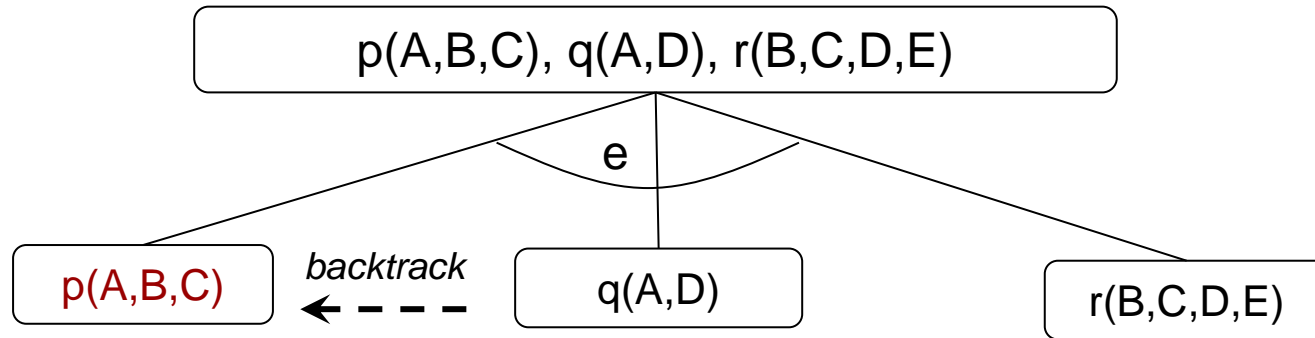 p(A,B,C), q(A,D), r(B,C,D,E)
e
backtrack
p(A,B,C)
q(A,D)
r(B,C,D,E)